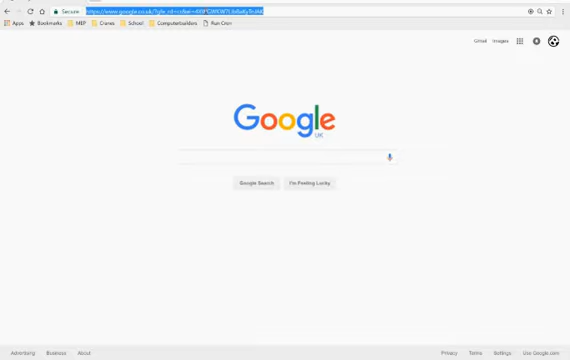 Secure
Apps Bookmarks MEP Cranes School Computerbuilders Run Cron
Gmail Images
Google
UK
Google Search I'm Feeling Lucky
Advertising Business About Privacy Terms Settings Use Google.com